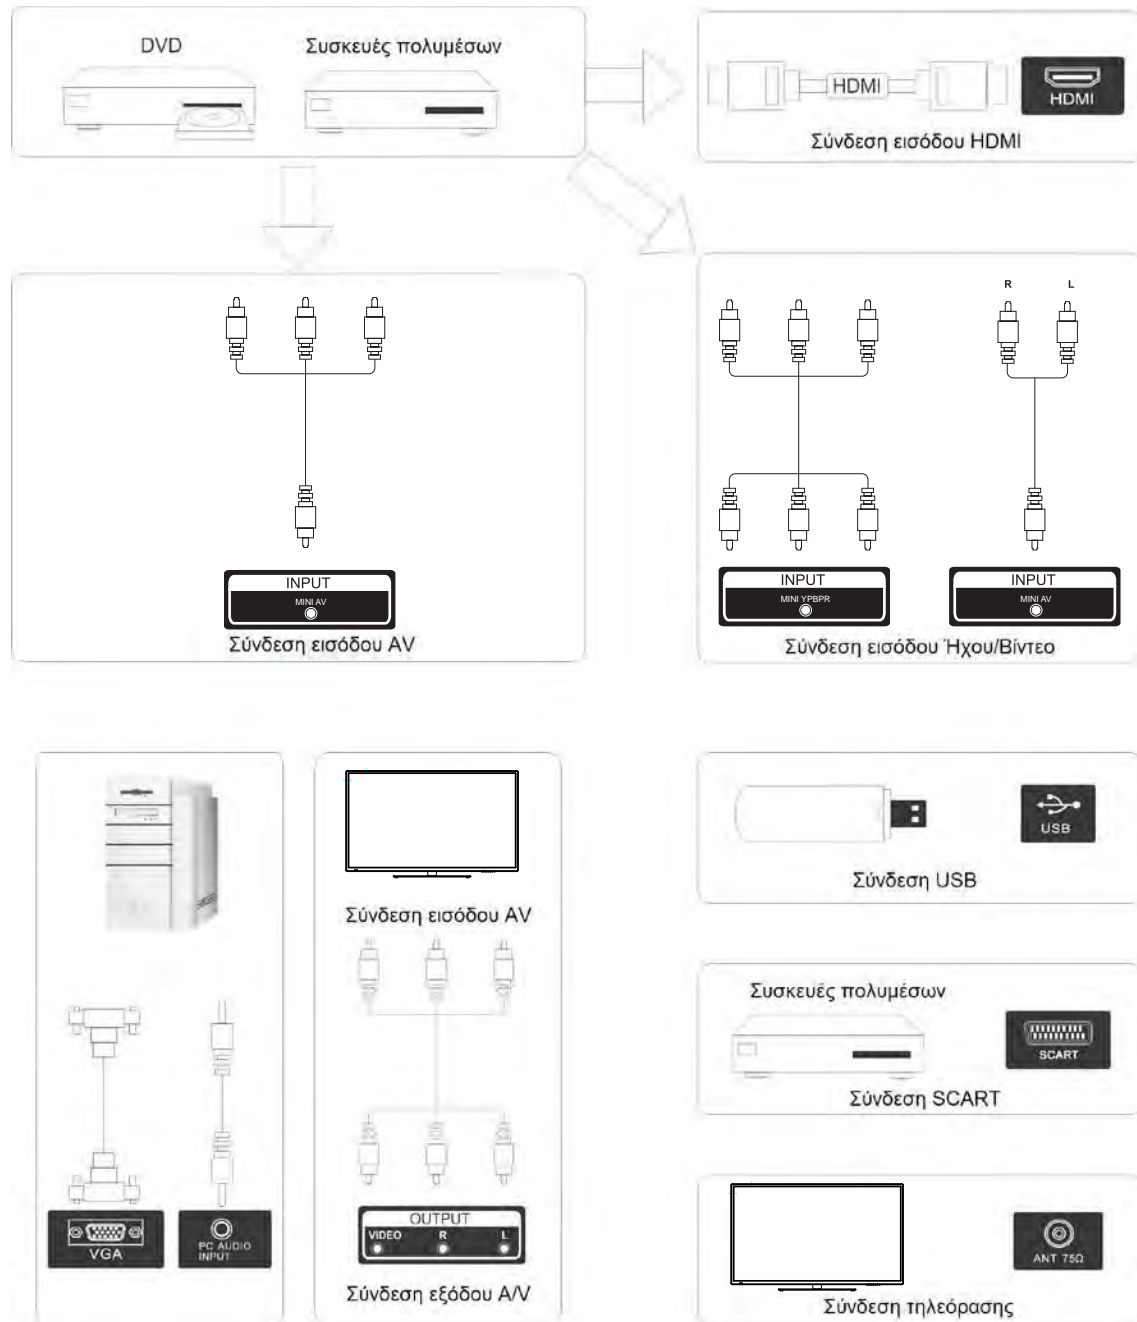 DVD
Συσκευές πολυμέσων
HDMI
HDMI
Σύνδεση εισόδου HDMI
INPUT
MINI AV
Σύνδεση εισόδου AV
R L
INPUT
MINI YPBPR
INPUT
MINI AV
Σύνδεση εισόδου Ήχου/Βίντεο
VGA
PC AUDIO
INPUT
Σύνδεση εισόδου AV
OUTPUT
VIDEO R L
Σύνδεση εξόδου A/V
USB
Σύνδεση USB
Συσκευές πολυμέσων
SCART
Σύνδεση SCART
ANT 75Ω
Σύνδεση τηλεόρασης